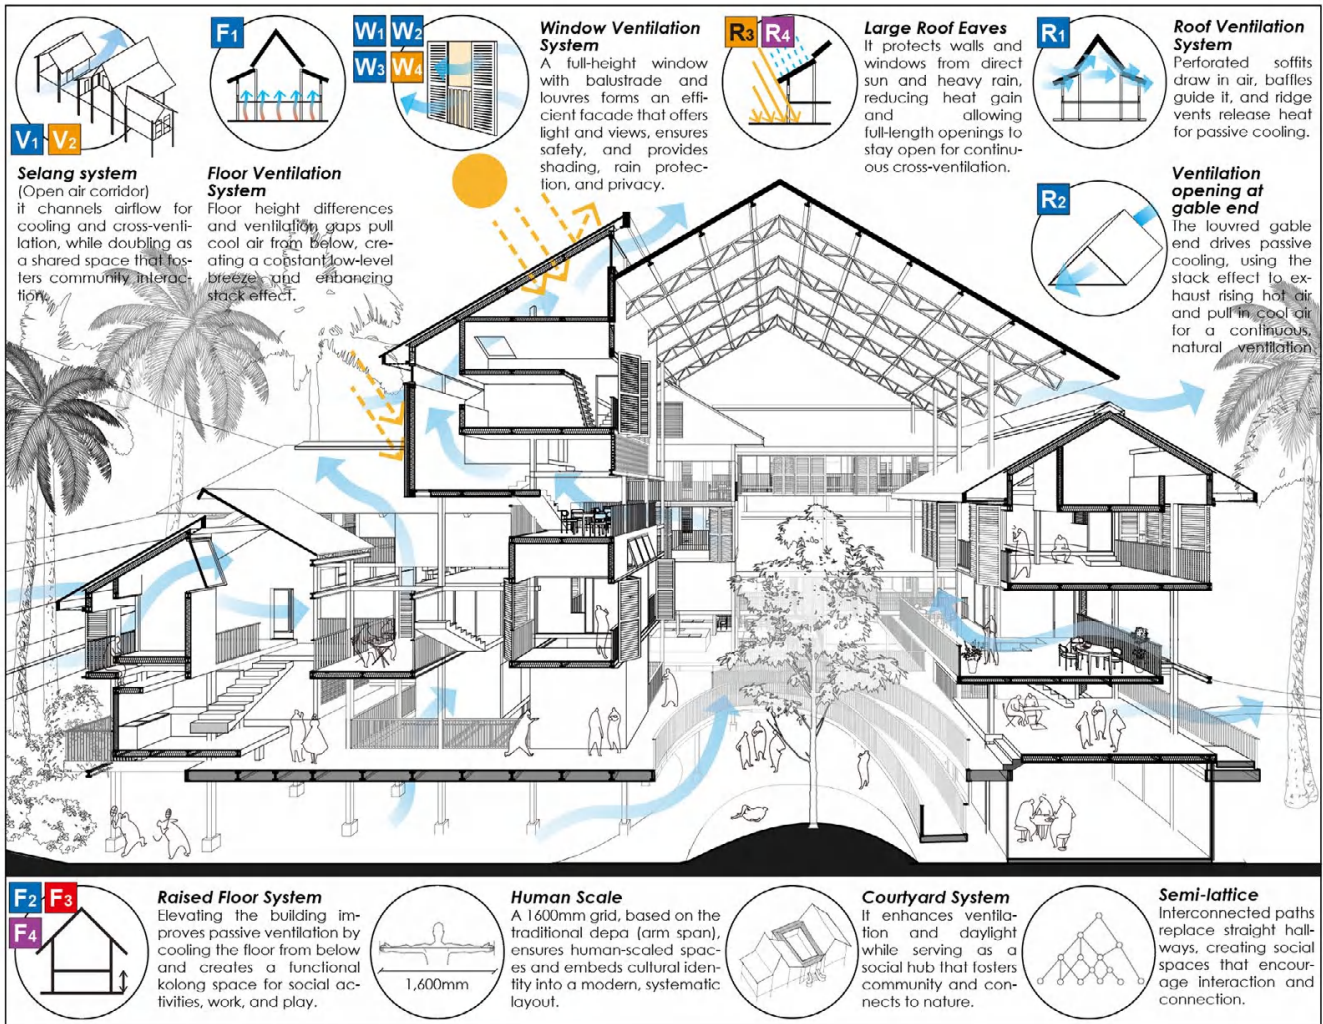 V1 V2
Selang system
(Open air corridor)
it channels airflow for
cooling and cross-venti-
lation, while doubling as
a shared space that fos-
ters community interac-
tion.
F1
Floor Ventilation
System
Floor height differences
and ventilation gaps pull
cool air from below, cre-
ating a constant low-level
breeze and enhancing
stack effect.
W1 W2
W3 W4
Window Ventilation
System
A full-height window
with balustrade and
louvres forms an effi-
cient facade that offers
light and views, ensures
safety, and provides
shading, rain protec-
tion, and privacy.
R3 R4
Large Roof Eaves
It protects walls and
windows from direct
sun and heavy rain,
reducing heat gain
and allowing
full-length openings to
stay open for continu-
ous cross-ventilation.
R1
Roof Ventilation
System
Perforated soffits
draw in air, baffles
guide it, and ridge
vents release heat
for passive cooling.
R2
Ventilation
opening at
gable end
The louvred gable
end drives passive
cooling, using the
stack effect to ex-
haust rising hot air
and pull in cool air
for a continuous,
natural ventilation
F2 F3
F4
Raised Floor System
Elevating the building im-
proves passive ventilation by
cooling the floor from below
and creates a functional
kolong space for social ac-
tivities, work, and play.
1,600mm
Human Scale
A 1600mm grid, based on the
traditional depa (arm span),
ensures human-scaled spac-
es and embeds cultural iden-
tity into a modern, systematic
layout.
Courtyard System
It enhances ventila-
tion and daylight
while serving as a
social hub that fosters
community and con-
nects to nature.
Semi-lattice
Interconnected paths
replace straight hall-
ways, creating social
spaces that encour-
age interaction and
connection.